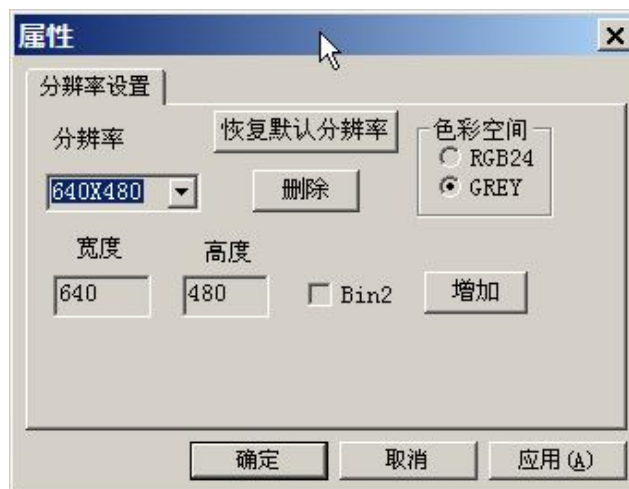 属性
分辨率设置
分辨率
恢复默认分辨率
色彩空间
RGB24
640X480
删除
GREY
宽度
高度
640
480
Bin2
增加
确定
取消
应用(A)